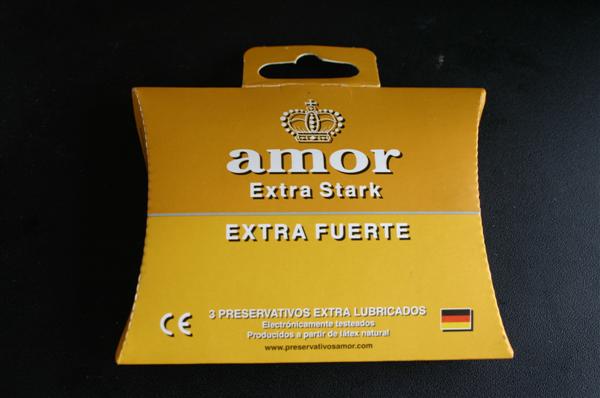 amor
Extra Stark
EXTRA FUERTE
3 PRESERVATIVOS EXTRA LUBRICADOS
Electrónicamente testeados
Producidos a partir de látex natural
www.preservativosamor.com
CE